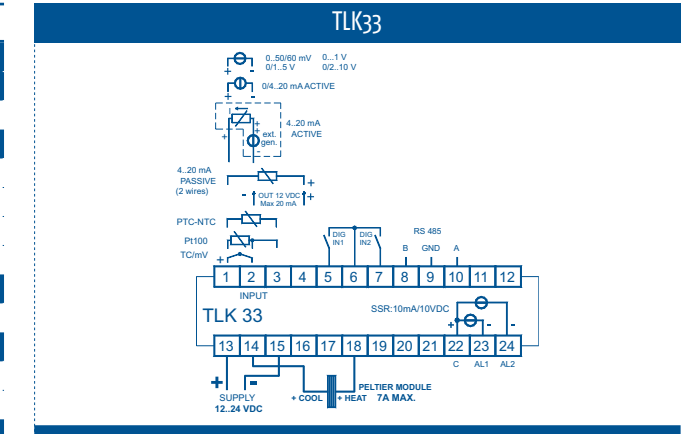 TLK33
0..50/60 mV 0...1 V
0/1..5 V 0/2..10 V
+ -
0/4..20 mA ACTIVE
+ -
4..20 mA
ACTIVE
+
+
+
ext.
gen.
-
4..20 mA
PASSIVE
(2 wires)
+
- OUT 12 VDC +
Max 20 mA
PTC-NTC
Pt100
TC/mV
+ -
DIG
IN1
DIG
IN2
RS 485
B GND A
1 2 3 4 5 6 7 8 9 10 11 12
INPUT
TLK 33
SSR:10mA/10VDC
+ - -
13 14 15 16 17 18 19 20 21 22 23 24
C AL1 AL2
+ -
SUPPLY
12..24 VDC
+ COOL
+ HEAT
PELTIER MODULE
7A MAX.